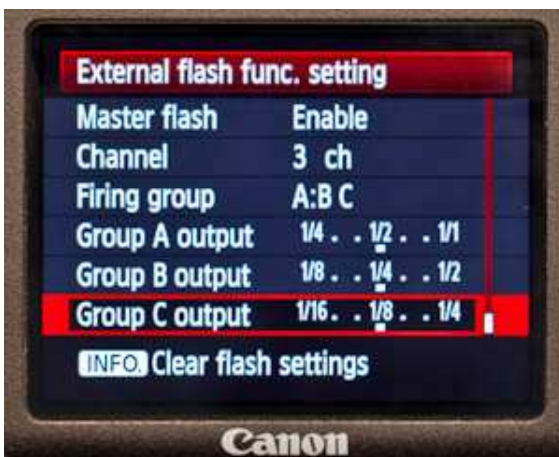 External flash func. setting
Master flash Enable
Channel 3 ch
Firing group A:B C
Group A output 1/4 . . 1/2 . . 1/1
Group B output 1/8 . . 1/4 . . 1/2
Group C output 1/16 . . 1/8 . . 1/4
INFO. Clear flash settings
Canon